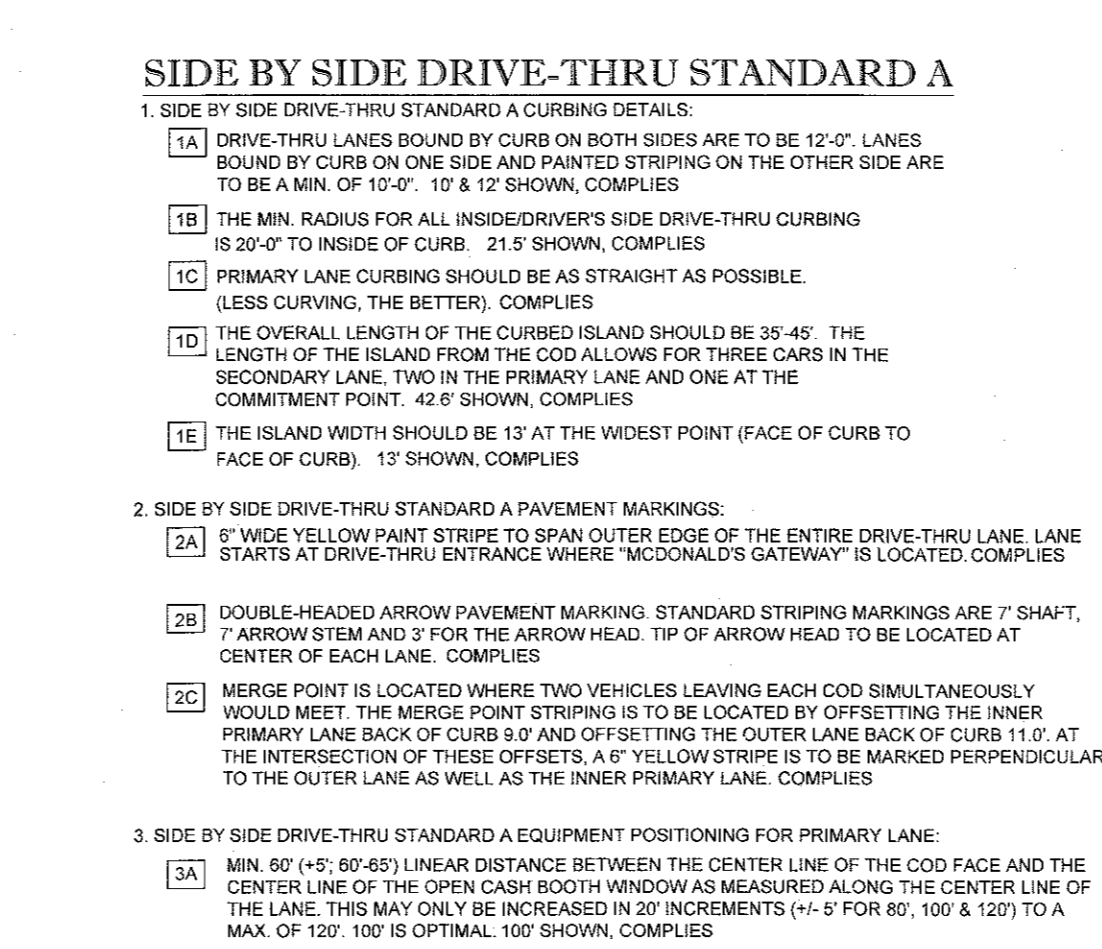 SIDE BY SIDE DRIVE-THRU STANDARD A
1. SIDE BY SIDE DRIVE-THRU STANDARD A CURBING DETAILS:
1A DRIVE-THRU LANES BOUND BY CURB ON BOTH SIDES ARE TO BE 12'-0". LANES
BOUND BY CURB ON ONE SIDE AND PAINTED STRIPING ON THE OTHER SIDE ARE
TO BE A MIN. OF 10'-0". 10' & 12' SHOWN, COMPLIES
1B THE MIN. RADIUS FOR ALL INSIDE/DRIVER'S SIDE DRIVE-THRU CURBING
IS 20'-0" TO INSIDE OF CURB. 21.5' SHOWN, COMPLIES
1C PRIMARY LANE CURBING SHOULD BE AS STRAIGHT AS POSSIBLE.
(LESS CURVING, THE BETTER). COMPLIES
1D THE OVERALL LENGTH OF THE CURBED ISLAND SHOULD BE 35'-45'. THE
LENGTH OF THE ISLAND FROM THE COD ALLOWS FOR THREE CARS IN THE
SECONDARY LANE, TWO IN THE PRIMARY LANE AND ONE AT THE
COMMITMENT POINT. 42.6' SHOWN, COMPLIES
1E THE ISLAND WIDTH SHOULD BE 13' AT THE WIDEST POINT (FACE OF CURB TO
FACE OF CURB). 13' SHOWN, COMPLIES
2. SIDE BY SIDE DRIVE-THRU STANDARD A PAVEMENT MARKINGS:
2A 6" WIDE YELLOW PAINT STRIPE TO SPAN OUTER EDGE OF THE ENTIRE DRIVE-THRU LANE. LANE
STARTS AT DRIVE-THRU ENTRANCE WHERE "MCDONALD'S GATEWAY" IS LOCATED. COMPLIES
2B DOUBLE-HEADED ARROW PAVEMENT MARKING. STANDARD STRIPING MARKINGS ARE 7' SHAFT,
7' ARROW STEM AND 3' FOR THE ARROW HEAD. TIP OF ARROW HEAD TO BE LOCATED AT
CENTER OF EACH LANE. COMPLIES
2C MERGE POINT IS LOCATED WHERE TWO VEHICLES LEAVING EACH COD SIMULTANEOUSLY
WOULD MEET. THE MERGE POINT STRIPING IS TO BE LOCATED BY OFFSETTING THE INNER
PRIMARY LANE BACK OF CURB 9.0' AND OFFSETTING THE OUTER LANE BACK OF CURB 11.0'. AT
THE INTERSECTION OF THESE OFFSETS, A 6" YELLOW STRIPE IS TO BE MARKED PERPENDICULAR
TO THE OUTER LANE AS WELL AS THE INNER PRIMARY LANE. COMPLIES
3. SIDE BY SIDE DRIVE-THRU STANDARD A EQUIPMENT POSITIONING FOR PRIMARY LANE:
3A MIN. 60' (+5'; 60'-65') LINEAR DISTANCE BETWEEN THE CENTER LINE OF THE COD FACE AND THE
CENTER LINE OF THE OPEN CASH BOOTH WINDOW AS MEASURED ALONG THE CENTER LINE OF
THE LANE. THIS MAY ONLY BE INCREASED IN 20' INCREMENTS (+/- 5' FOR 80', 100' & 120') TO A
MAX. OF 120'. 100' IS OPTIMAL. 100' SHOWN, COMPLIES